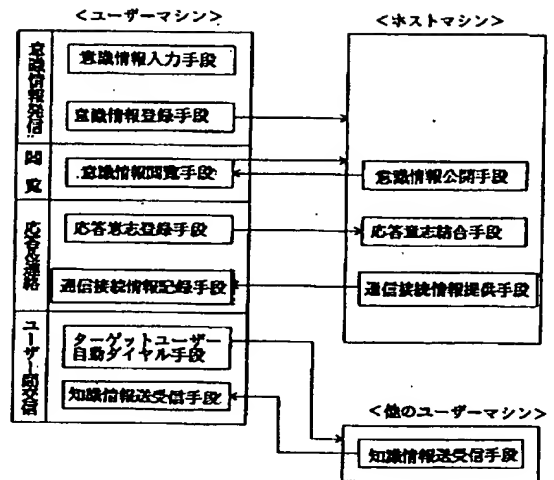 <ユーザーマシン>
<ホストマシン>
意識情報発信
意識情報入力手段
意識情報登録手段
閲覧
意識情報閲覧手段
意識情報公開手段
応答&連絡
応答意志登録手段
応答意志結合手段
通信接続情報記録手段
通信接続情報提供手段
ユーザー間交信
ターゲットユーザー
自動ダイヤル手段
知識情報送受信手段
<他のユーザーマシン>
知識情報送受信手段